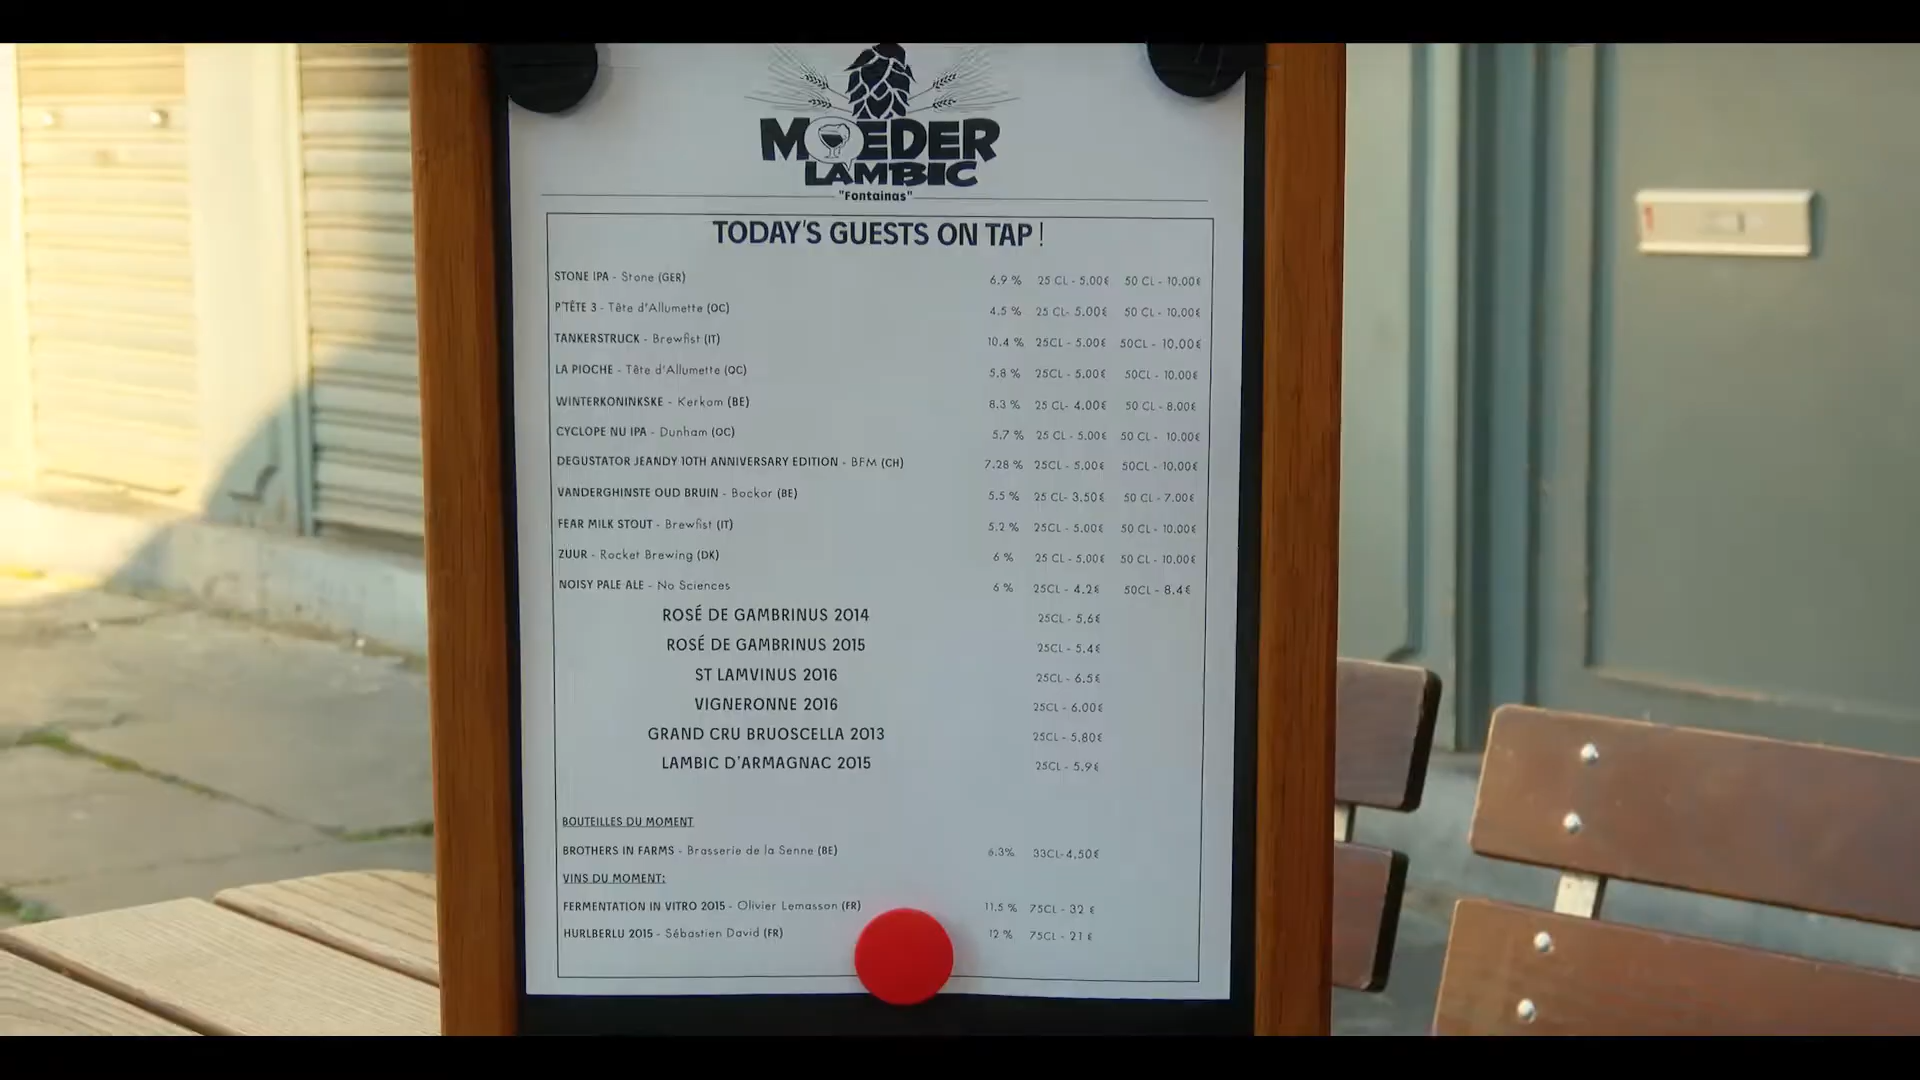 MOEDER
LAMBIC
"Fontainas"
TODAY'S GUESTS ON TAP !
STONE IPA - Stone (GER) 6.9 % 25 CL - 5.00€ 50 CL - 10.00€
P'TÊTE 3 - Tête d'Allumette (QC) 4.5 % 25 CL- 5.00€ 50 CL - 10.00€
TANKERSTRUCK - Brewfist (IT) 10.4 % 25CL - 5.00€ 50CL - 10.00€
LA PIOCHE - Tête d'Allumette (QC) 5.8 % 25CL - 5.00€ 50CL - 10.00€
WINTERKONINKSKE - Kerkom (BE) 8.3 % 25 CL- 4.00€ 50 CL - 8.00€
CYCLOPE NU IPA - Dunham (QC) 5.7 % 25 CL - 5.00€ 50 CL - 10.00€
DEGUSTATOR JEANDY 10TH ANNIVERSARY EDITION - BFM (CH) 7.28 % 25CL - 5.00€ 50CL - 10.00€
VANDERGHINSTE OUD BRUIN - Bockor (BE) 5.5 % 25 CL- 3.50€ 50 CL - 7.00€
FEAR MILK STOUT - Brewfist (IT) 5.2 % 25CL - 5.00€ 50 CL - 10.00€
ZUUR - Rocket Brewing (DK) 6 % 25 CL - 5.00€ 50 CL - 10.00€
NOISY PALE ALE - No Sciences 6 % 25CL - 4.2€ 50CL - 8.4€
ROSÉ DE GAMBRINUS 2014 25CL - 5.6€
ROSÉ DE GAMBRINUS 2015 25CL - 5.4€
ST LAMVINUS 2016 25CL - 6.5€
VIGNERONNE 2016 25CL - 6.00€
GRAND CRU BRUOSCELLA 2013 25CL - 5.80€
LAMBIC D'ARMAGNAC 2015 25CL - 5.9€
BOUTEILLES DU MOMENT
BROTHERS IN FARMS - Brasserie de la Senne (BE) 6.3% 33CL-4.50€
VINS DU MOMENT:
FERMENTATION IN VITRO 2015 - Olivier Lemasson (FR) 11.5 % 75CL - 32 €
HURLBERLU 2015 - Sébastien David (FR) 12 % 75CL - 21 €